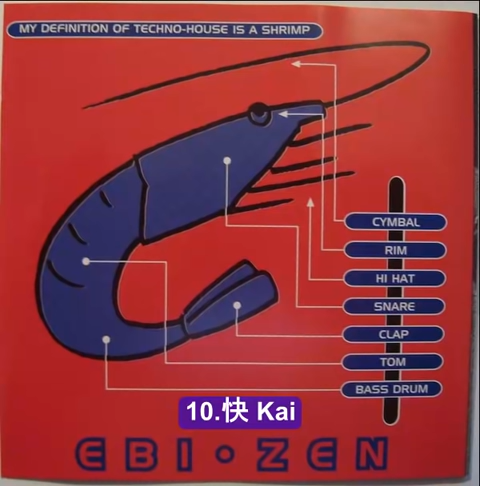 MY DEFINITION OF TECHNO-HOUSE IS A SHRIMP
CYMBAL
RIM
HI HAT
SNARE
CLAP
TOM
BASS DRUM
10.快 Kai
EBI•ZEN